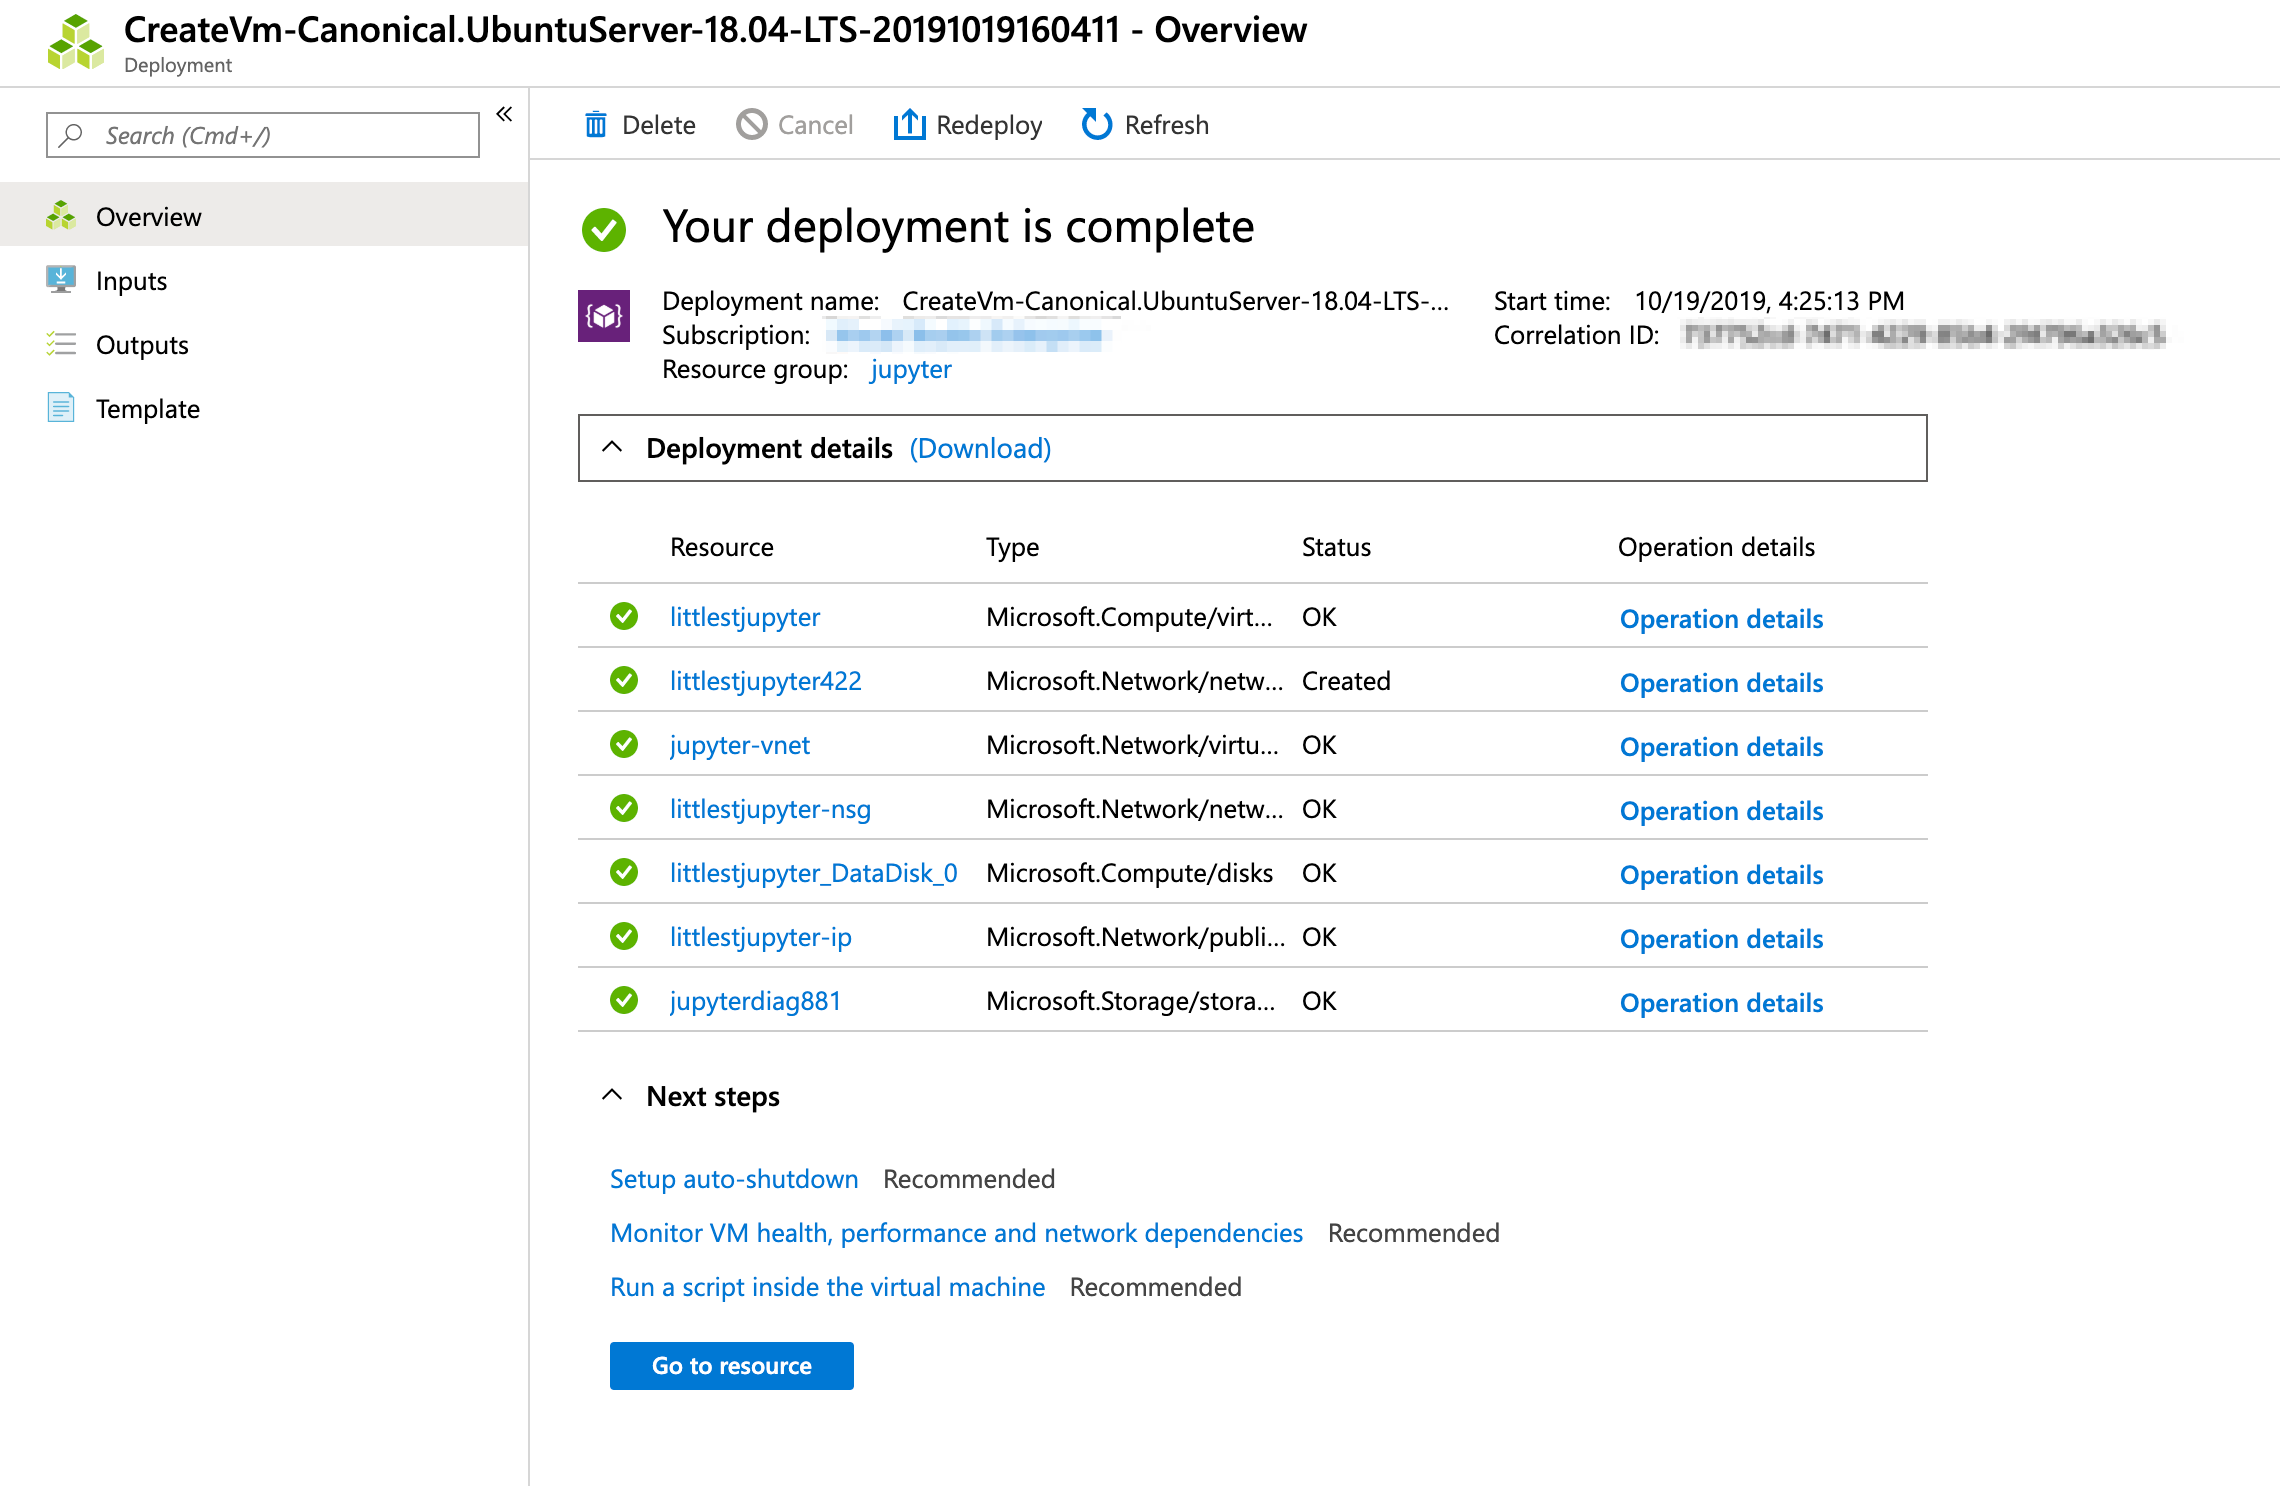 CreateVm-Canonical.UbuntuServer-18.04-LTS-20191019160411 - Overview
Deployment
Search (Cmd+/)
«
Overview
Inputs
Outputs
Template
Delete
Cancel
Redeploy
Refresh
Your deployment is complete
Deployment name: CreateVm-Canonical.UbuntuServer-18.04-LTS-...
Subscription:
Resource group: jupyter
Start time: 10/19/2019, 4:25:13 PM
Correlation ID:
Deployment details (Download)
Resource Type Status Operation details
littlestjupyter Microsoft.Compute/virt... OK Operation details
littlestjupyter422 Microsoft.Network/netw... Created Operation details
jupyter-vnet Microsoft.Network/virtu... OK Operation details
littlestjupyter-nsg Microsoft.Network/netw... OK Operation details
littlestjupyter_DataDisk_0 Microsoft.Compute/disks OK Operation details
littlestjupyter-ip Microsoft.Network/publi... OK Operation details
jupyterdiag881 Microsoft.Storage/stora... OK Operation details
Next steps
Setup auto-shutdown Recommended
Monitor VM health, performance and network dependencies Recommended
Run a script inside the virtual machine Recommended
Go to resource